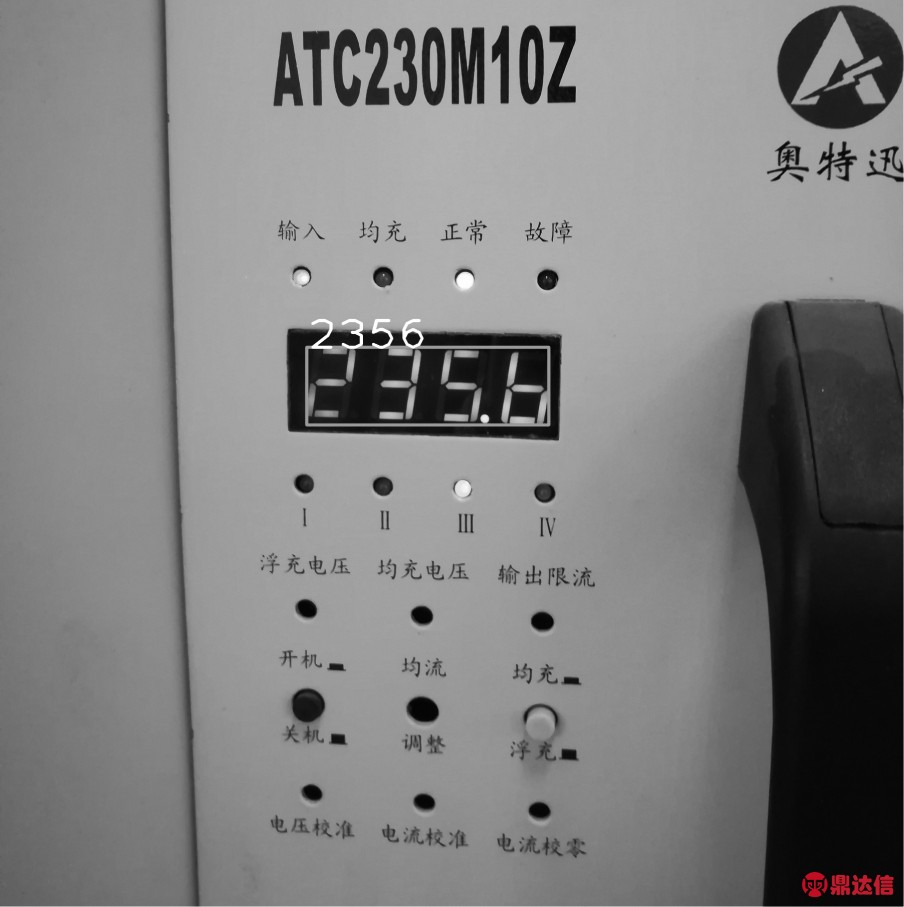 ATC230M10Z
奥特迅
输入 均充 正常 故障
2356
235.6
I II III IV
浮充电压 均充电压 输出限流
开机 均流 均充
关机 调整 浮充
电压校准 电流校准 电流校零
鼎达信